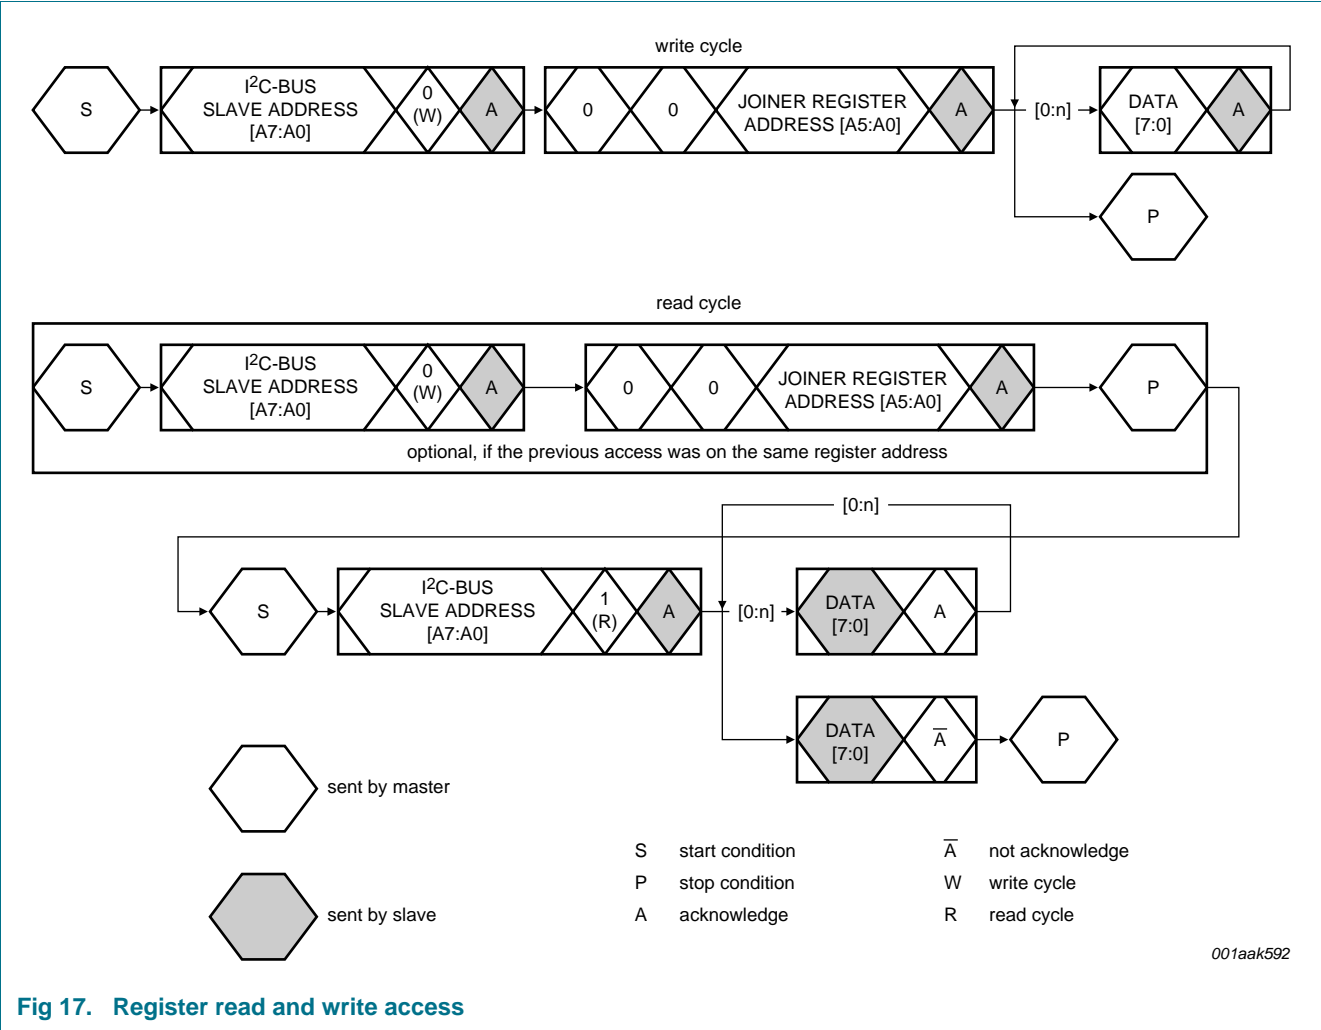 write cycle
S
I2C-BUS
SLAVE ADDRESS
[A7:A0]
0
(W)
A
0
0
JOINER REGISTER
ADDRESS [A5:A0]
A
[0:n]
DATA
[7:0]
A
P
read cycle
S
I2C-BUS
SLAVE ADDRESS
[A7:A0]
0
(W)
A
0
0
JOINER REGISTER
ADDRESS [A5:A0]
A
P
optional, if the previous access was on the same register address
[0:n]
S
I2C-BUS
SLAVE ADDRESS
[A7:A0]
1
(R)
A
[0:n]
DATA
[7:0]
A
DATA
[7:0]
A̅
P
sent by master
sent by slave
S start condition
P stop condition
A acknowledge
A̅ not acknowledge
W write cycle
R read cycle
001aak592
Fig 17. Register read and write access